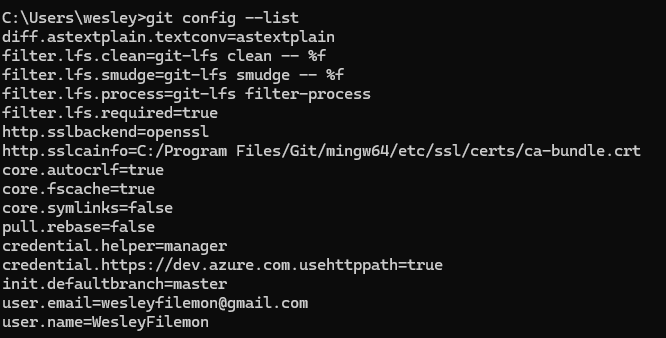 C:\Users\wesley>git config --list
diff.astextplain.textconv=astextplain
filter.lfs.clean=git-lfs clean -- %f
filter.lfs.smudge=git-lfs smudge -- %f
filter.lfs.process=git-lfs filter-process
filter.lfs.required=true
http.sslbackend=openssl
http.sslcainfo=C:/Program Files/Git/mingw64/etc/ssl/certs/ca-bundle.crt
core.autocrlf=true
core.fscache=true
core.symlinks=false
pull.rebase=false
credential.helper=manager
credential.https://dev.azure.com.usehttppath=true
init.defaultbranch=master
user.email=wesleyfilemon@gmail.com
user.name=WesleyFilemon